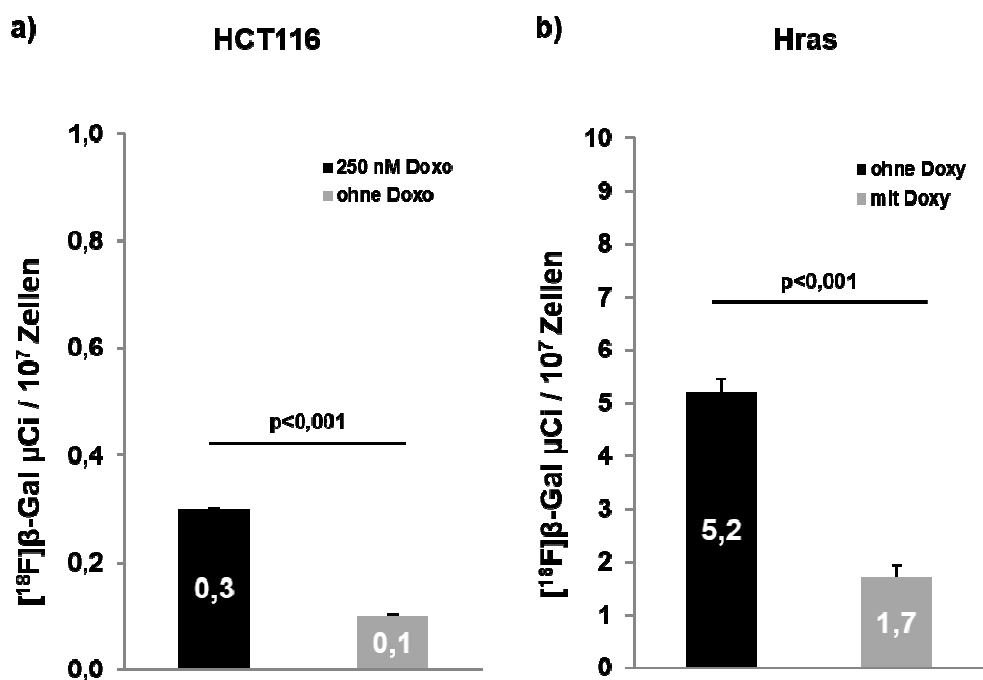 a)
HCT116
[¹⁸F]β-Gal µCi / 10⁷ Zellen
1,0
0,8
0,6
0,4
0,2
0,0
250 nM Doxo
ohne Doxo
p<0,001
0,3
0,1
b)
Hras
[¹⁸F]β-Gal µCi / 10⁷ Zellen
10
9
8
7
6
5
4
3
2
1
0
ohne Doxy
mit Doxy
p<0,001
5,2
1,7